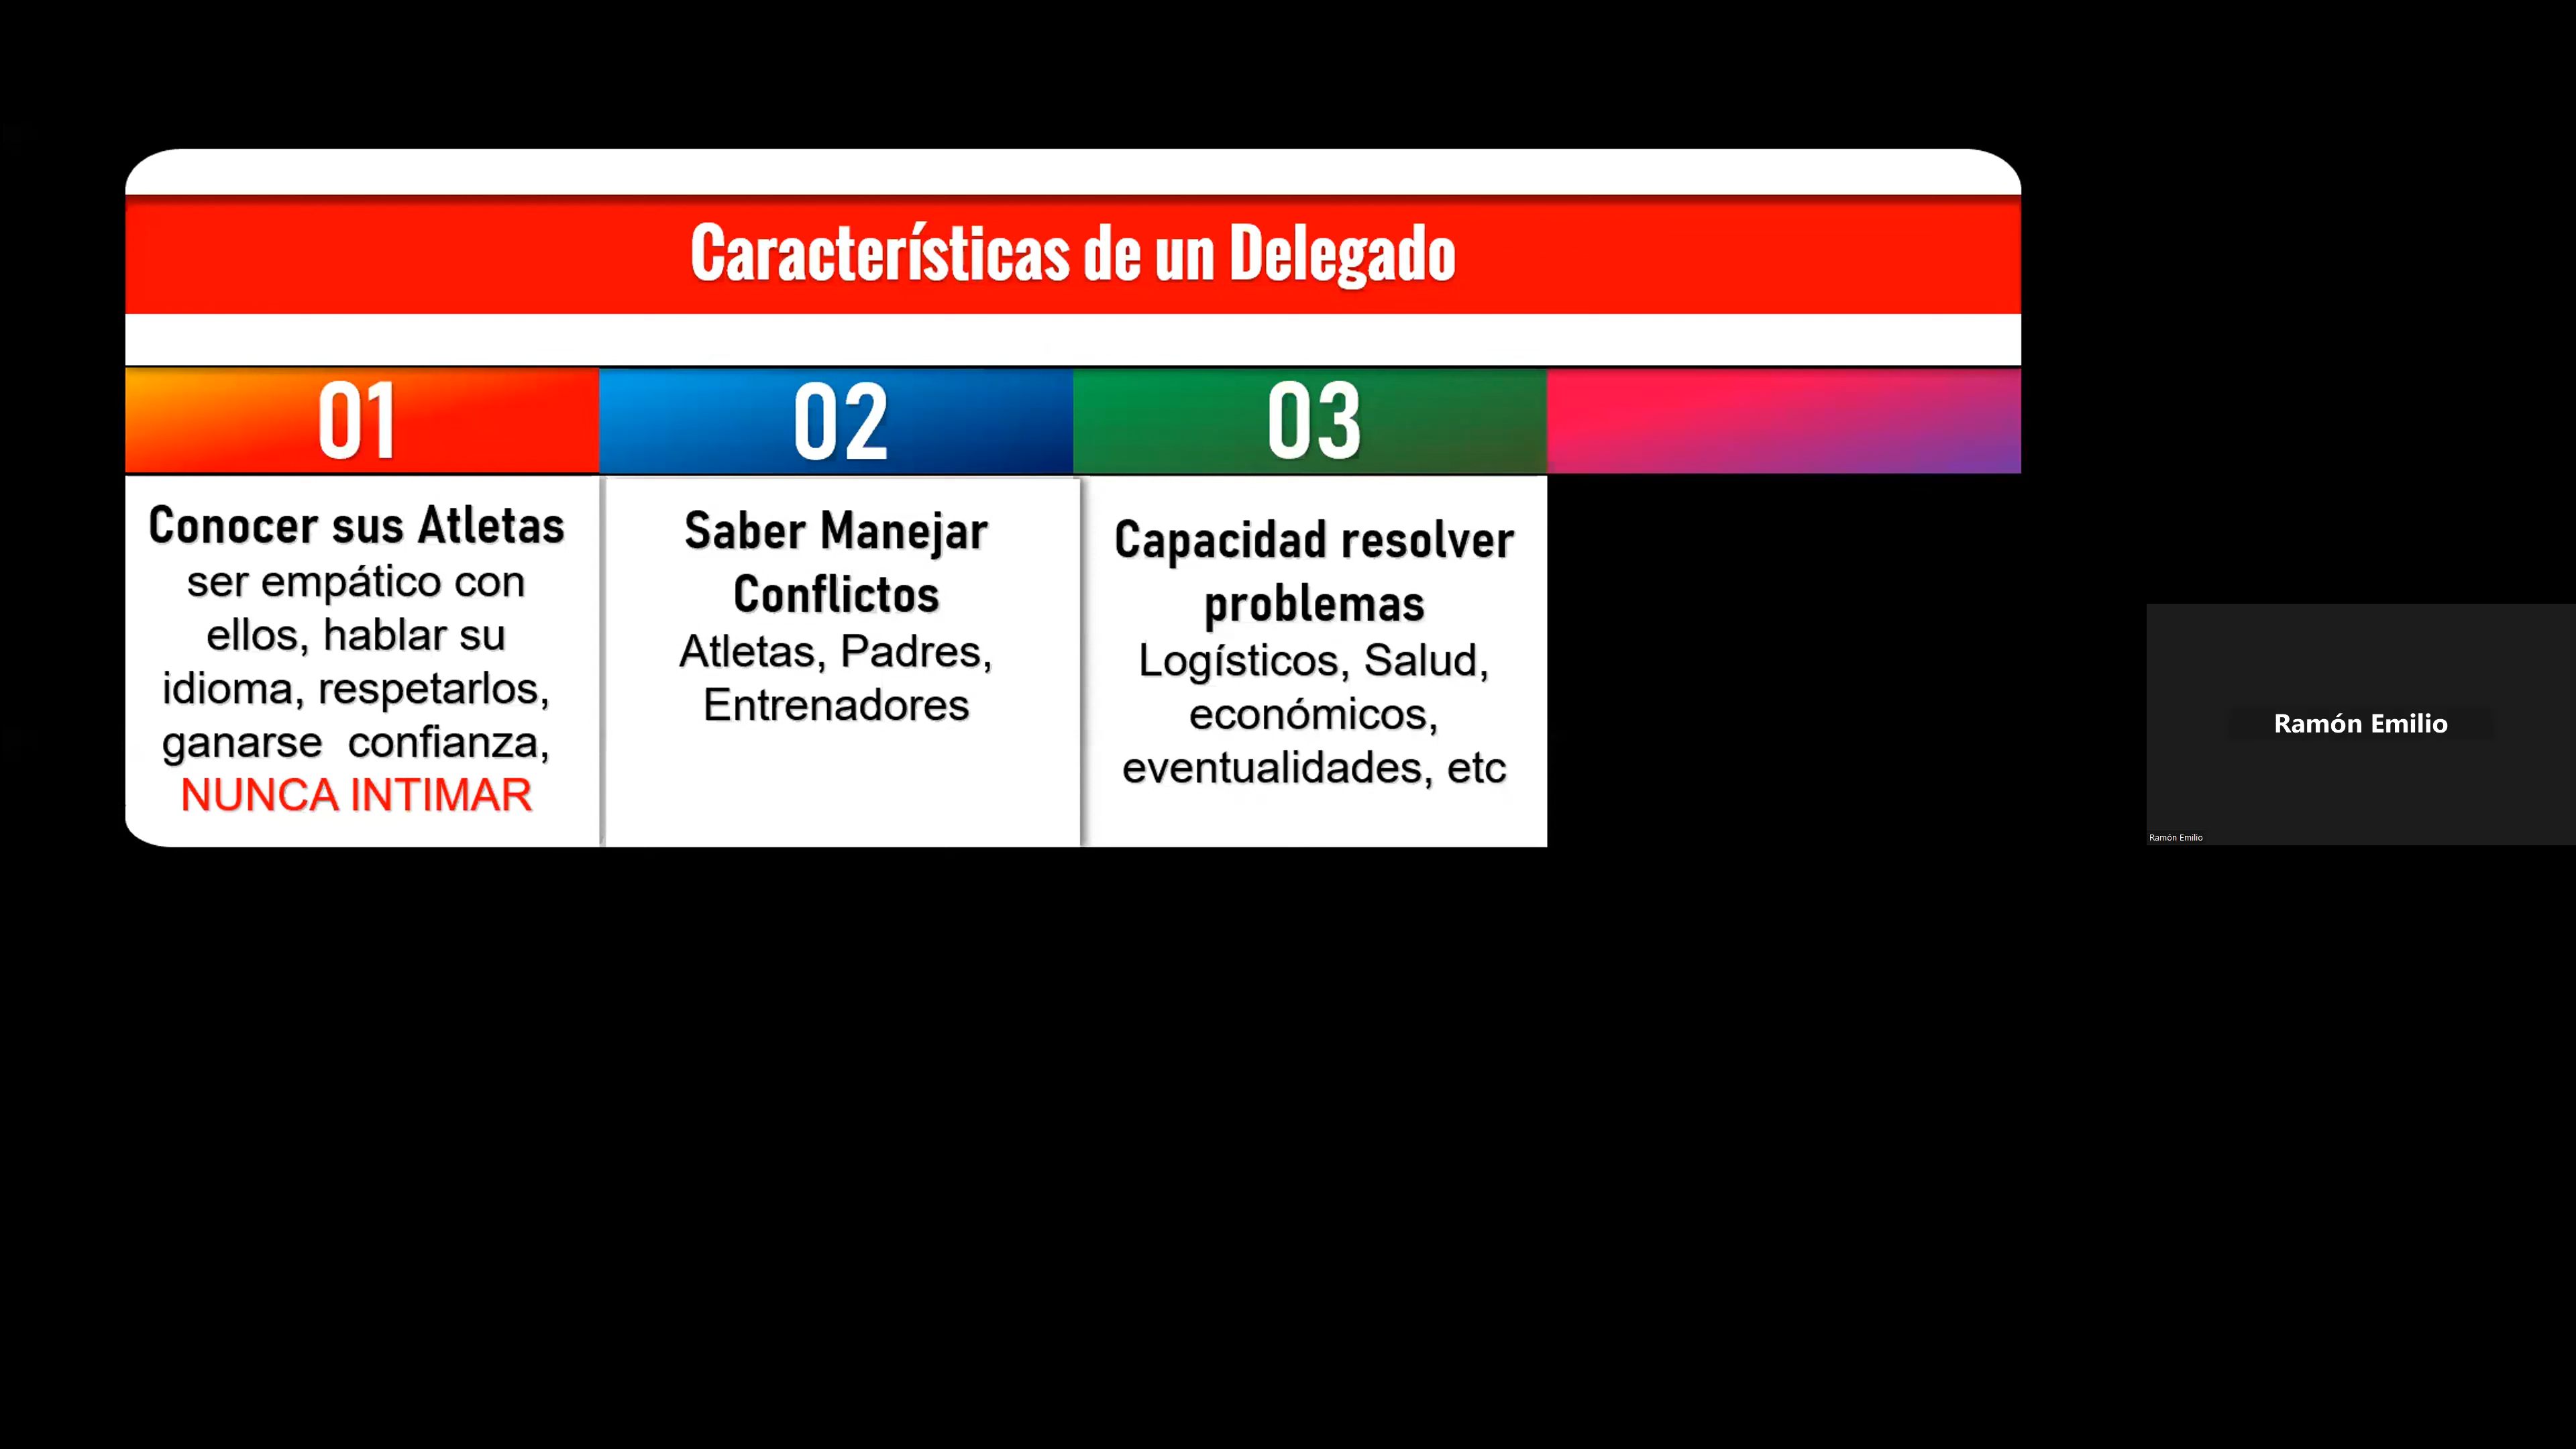 Características de un Delegado
01
Conocer sus Atletas
ser empático con
ellos, hablar su
idioma, respetarlos,
ganarse confianza,
NUNCA INTIMAR
02
Saber Manejar
Conflictos
Atletas, Padres,
Entrenadores
03
Capacidad resolver
problemas
Logísticos, Salud,
económicos,
eventualidades, etc
Ramón Emilio
Ramón Emilio